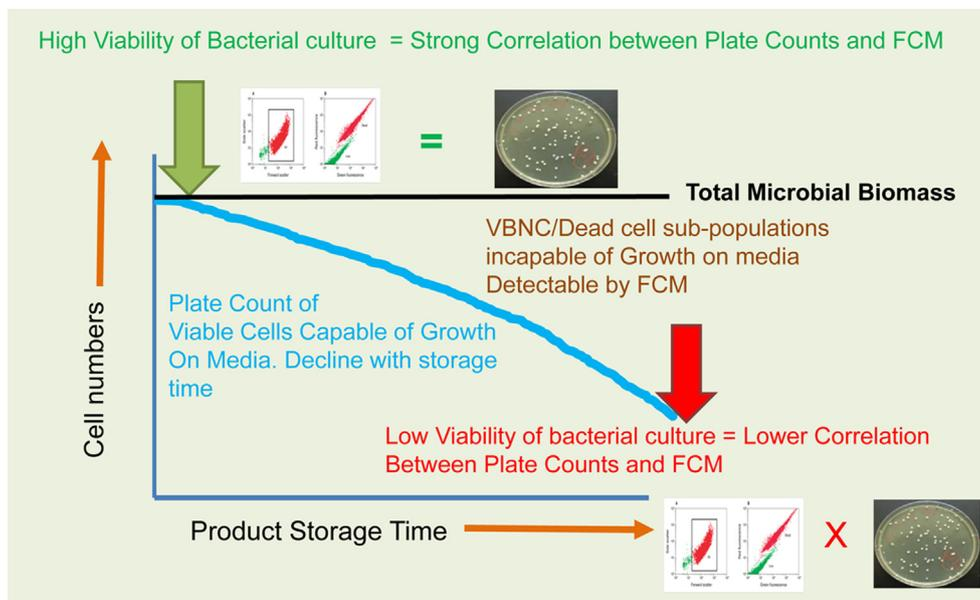 High Viability of Bacterial culture = Strong Correlation between Plate Counts and FCM
=
Total Microbial Biomass
VBNC/Dead cell sub-populations
incapable of Growth on media
Detectable by FCM
Plate Count of
Viable Cells Capable of Growth
On Media. Decline with storage
time
Cell numbers
Low Viability of bacterial culture = Lower Correlation
Between Plate Counts and FCM
Product Storage Time
X